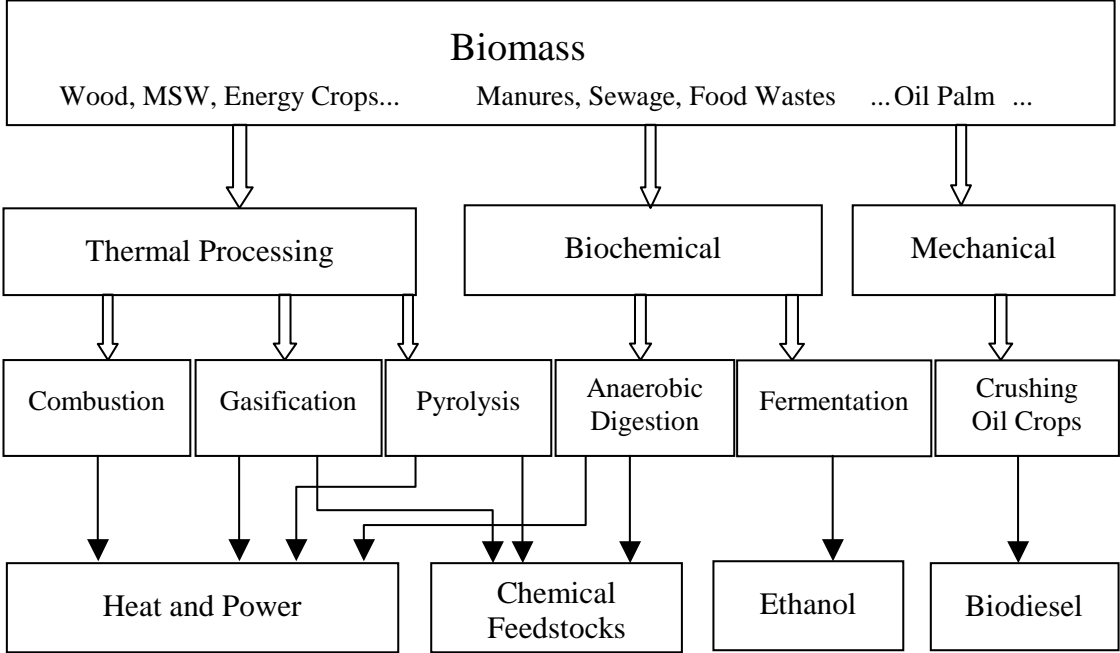 Biomass
Wood, MSW, Energy Crops...
Manures, Sewage, Food Wastes
...Oil Palm ...
Thermal Processing
Biochemical
Mechanical
Combustion
Gasification
Pyrolysis
Anaerobic
Digestion
Fermentation
Crushing
Oil Crops
Heat and Power
Chemical
Feedstocks
Ethanol
Biodiesel